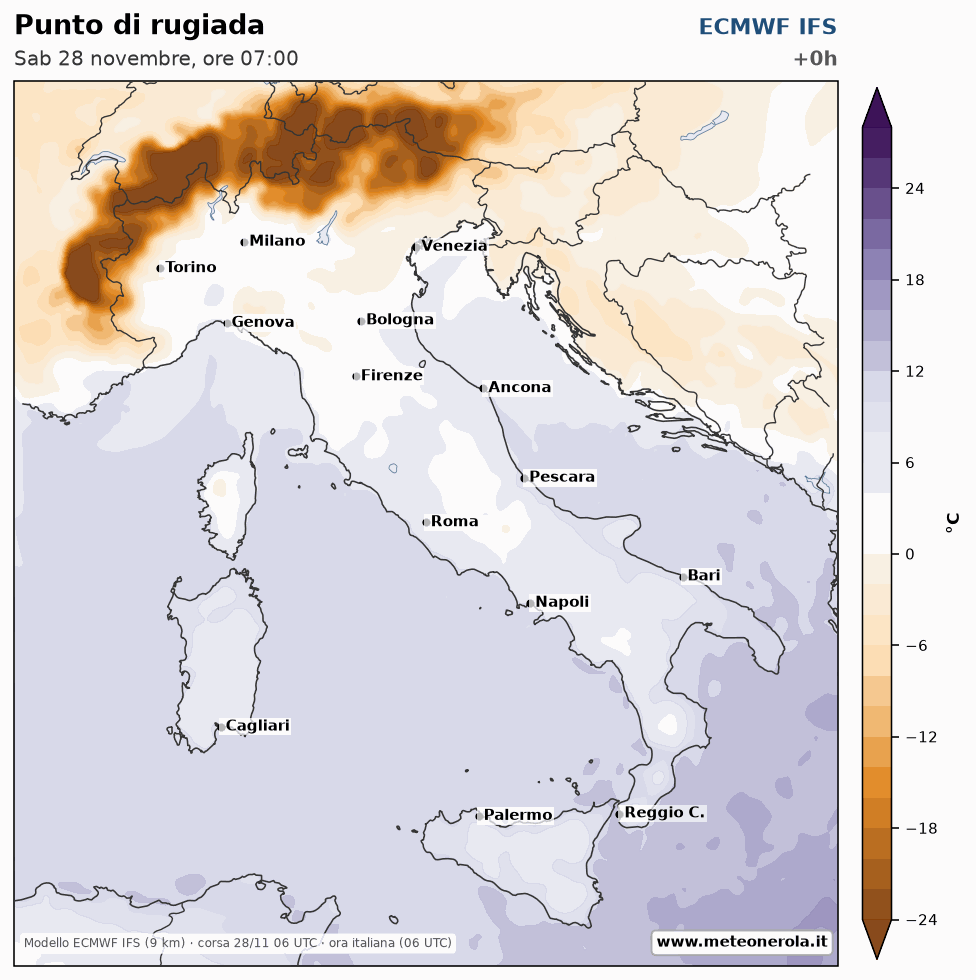 Punto di rugiada
ECMWF IFS
Sab 28 novembre, ore 07:00
+0h
Milano
Venezia
Torino
Genova
Bologna
Firenze
Ancona
Pescara
Roma
Bari
Napoli
Cagliari
Palermo
Reggio C.
24
18
12
6
0
−6
−12
−18
−24
°C
Modello ECMWF IFS (9 km) · corsa 28/11 06 UTC · ora italiana (06 UTC)
www.meteonerola.it